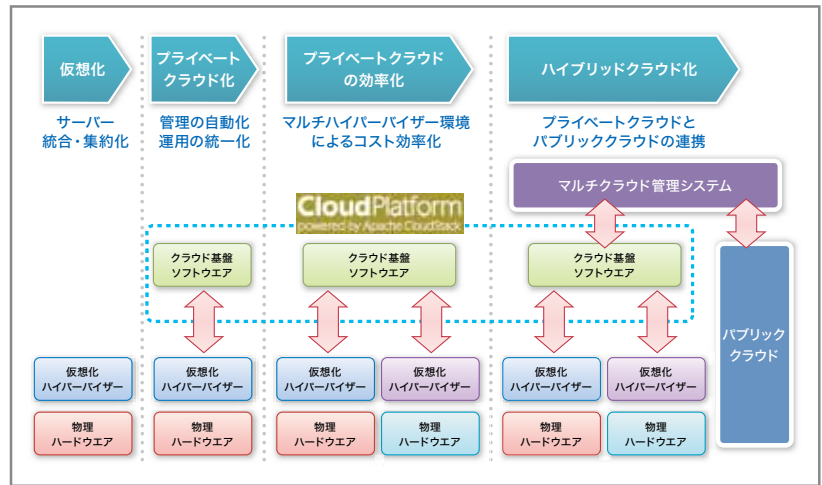 仮想化
プライベート
クラウド化
プライベートクラウド
の効率化
ハイブリッドクラウド化
サーバー
統合・集約化
管理の自動化
運用の統一化
マルチハイパーバイザー環境
によるコスト効率化
プライベートクラウドと
パブリッククラウドの連携
マルチクラウド管理システム
CloudPlatform
powered by Apache CloudStack
クラウド基盤
ソフトウエア
クラウド基盤
ソフトウエア
クラウド基盤
ソフトウエア
パブリック
クラウド
仮想化
ハイパーバイザー
仮想化
ハイパーバイザー
仮想化
ハイパーバイザー
仮想化
ハイパーバイザー
仮想化
ハイパーバイザー
仮想化
ハイパーバイザー
物理
ハードウエア
物理
ハードウエア
物理
ハードウエア
物理
ハードウエア
物理
ハードウエア
物理
ハードウエア